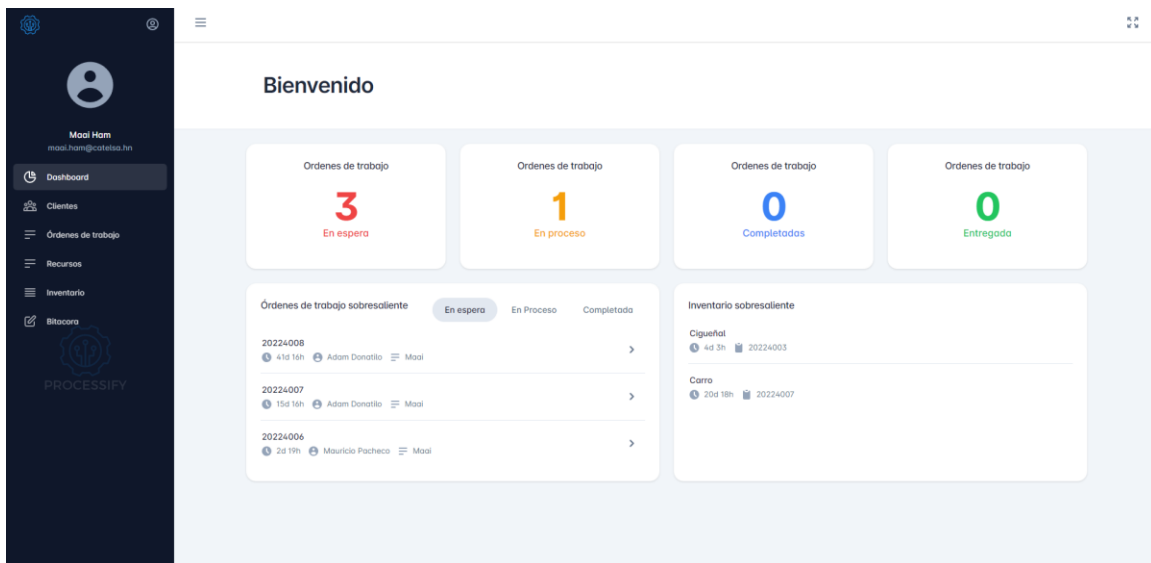 Maai Ham
maai.ham@catelsa.hn
Dashboard
Clientes
Órdenes de trabajo
Recursos
Inventario
Bitacora
PROCESSIFY
Bienvenido
Ordenes de trabajo
3
En espera
Ordenes de trabajo
1
En proceso
Ordenes de trabajo
0
Completadas
Ordenes de trabajo
0
Entregada
Órdenes de trabajo sobresaliente
En espera
En Proceso
Completada
20224008
41d 16h Adam Donatilo Maai
20224007
15d 16h Adam Donatilo Maai
20224006
2d 19h Mauricio Pacheco Maai
Inventario sobresaliente
Cigueñal
4d 3h 20224003
Carro
20d 18h 20224007